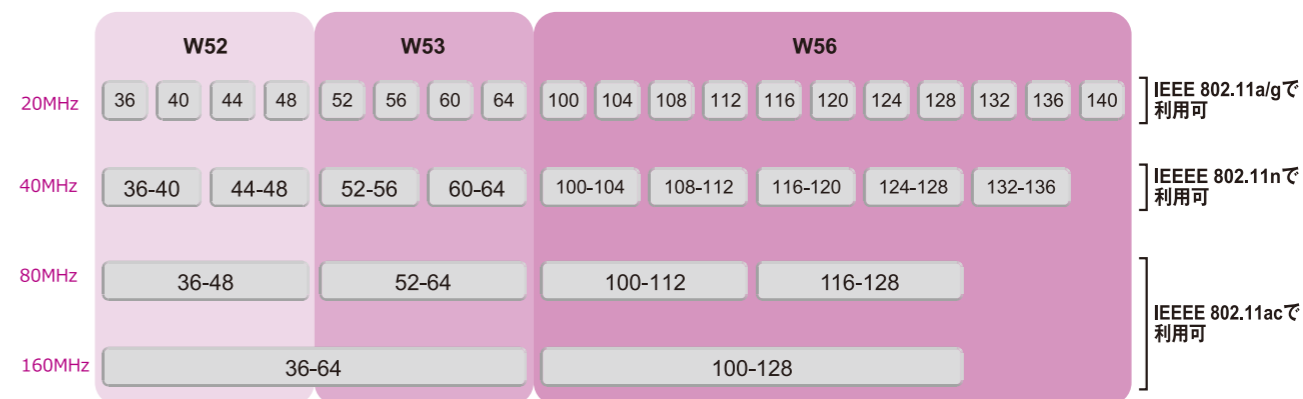 W52 W53 W56
20MHz 36 40 44 48 52 56 60 64 100 104 108 112 116 120 124 128 132 136 140 IEEE 802.11a/gで
利用可
40MHz 36-40 44-48 52-56 60-64 100-104 108-112 116-120 124-128 132-136 IEEEE 802.11nで
利用可
80MHz 36-48 52-64 100-112 116-128
IEEEE 802.11acで
利用可
160MHz 36-64 100-128